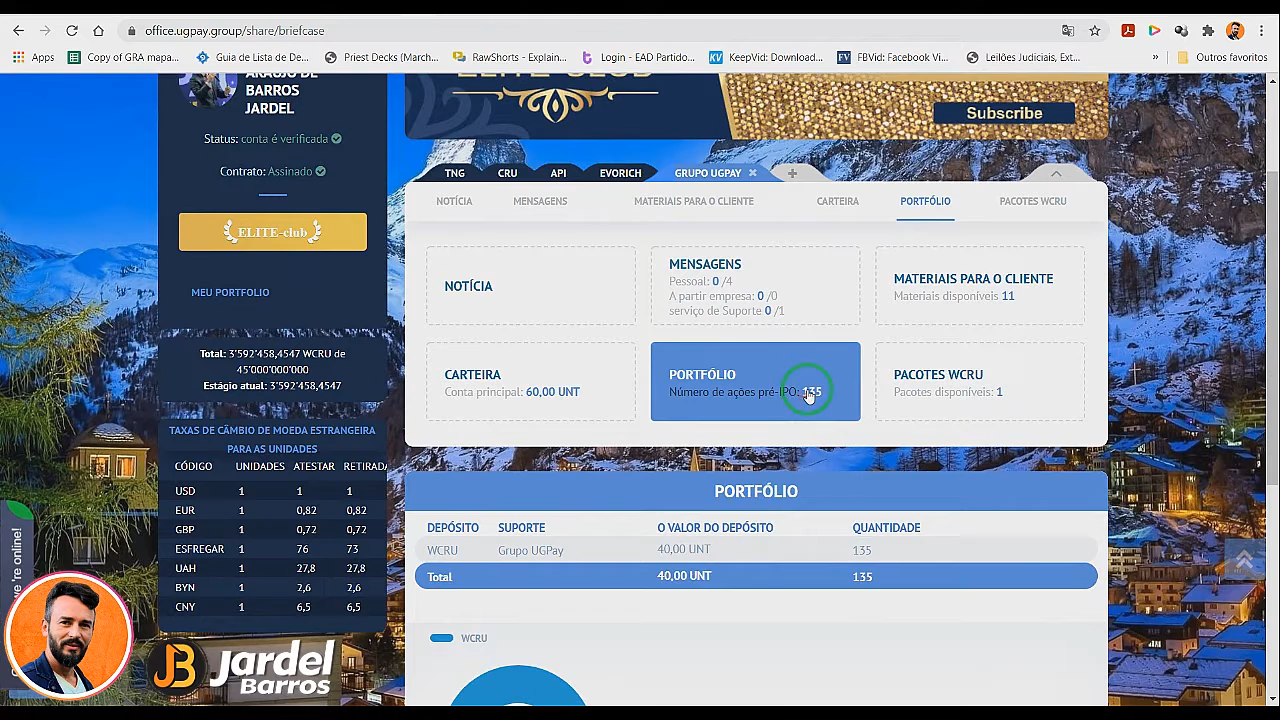 office.ugpay.group/share/briefcase
Apps
Copy of GRA mapa...
Guia de Lista de De...
Priest Decks (March...
RawShorts - Explain...
Login - EAD Partido...
KeepVid: Download...
FBVid: Facebook Vi...
Leilões Judiciais, Ext...
»
Outros favoritos
ARAUJO DE
BARROS
JARDEL
Status: conta é verificada
Contrato: Assinado
ELITE-club
MEU PORTFOLIO
Total: 3'592'458,4547 WCRU de
45'000'000'000
Estágio atual: 3'592'458,4547
TAXAS DE CÂMBIO DE MOEDA ESTRANGEIRA
PARA AS UNIDADES
CÓDIGO UNIDADES ATESTAR RETIRADA
USD 1 1 1
EUR 1 0,82 0,82
GBP 1 0,72 0,72
ESFREGAR 1 76 73
UAH 1 27,8 27,8
BYN 1 2,6 2,6
CNY 1 6,5 6,5
e're online!
Jardel
Barros
ELITE-CLUB
Subscribe
TNG CRU API EVORICH GRUPO UGPAY
NOTÍCIA MENSAGENS MATERIAIS PARA O CLIENTE CARTEIRA PORTFÓLIO PACOTES WCRU
NOTÍCIA
MENSAGENS
Pessoal: 0 /4
A partir empresa: 0 /0
serviço de Suporte 0 /1
MATERIAIS PARA O CLIENTE
Materiais disponíveis 11
CARTEIRA
Conta principal: 60,00 UNT
PORTFÓLIO
Número de ações pré-IPO: 135
PACOTES WCRU
Pacotes disponíveis: 1
PORTFÓLIO
DEPÓSITO SUPORTE O VALOR DO DEPÓSITO QUANTIDADE
WCRU Grupo UGPay 40,00 UNT 135
Total 40,00 UNT 135
WCRU